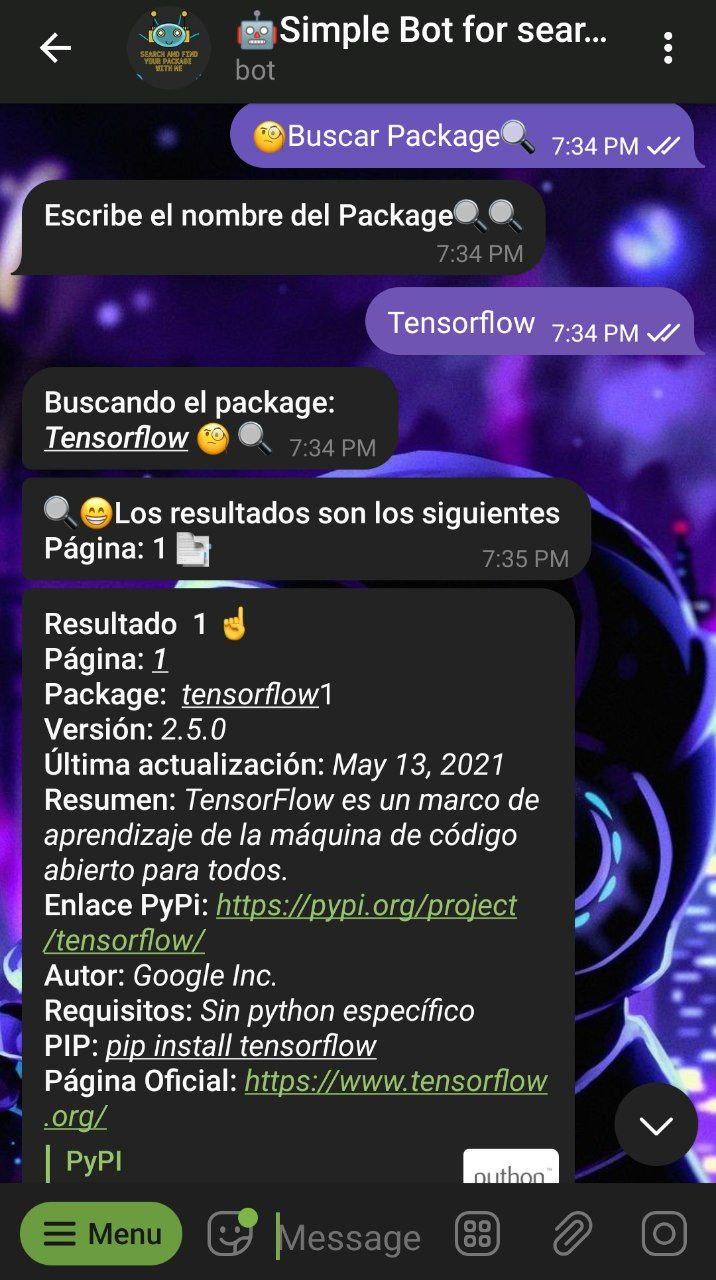 🤖Simple Bot for sear...
bot
SEARCH AND FIND
YOUR PACKAGE
WITH ME
🧐Buscar Package🔍 7:34 PM
Escribe el nombre del Package🔍🔍
7:34 PM
Tensorflow 7:34 PM
Buscando el package:
Tensorflow 🧐 🔍 7:34 PM
🔍😁Los resultados son los siguientes
Página: 1 📑 7:35 PM
Resultado 1 ☝
Página: 1
Package: tensorflow1
Versión: 2.5.0
Última actualización: May 13, 2021
Resumen: TensorFlow es un marco de
aprendizaje de la máquina de código
abierto para todos.
Enlace PyPi: https://pypi.org/project
/tensorflow/
Autor: Google Inc.
Requisitos: Sin python específico
PIP: pip install tensorflow
Página Oficial: https://www.tensorflow
.org/
PyPI
python™
Menu
Message